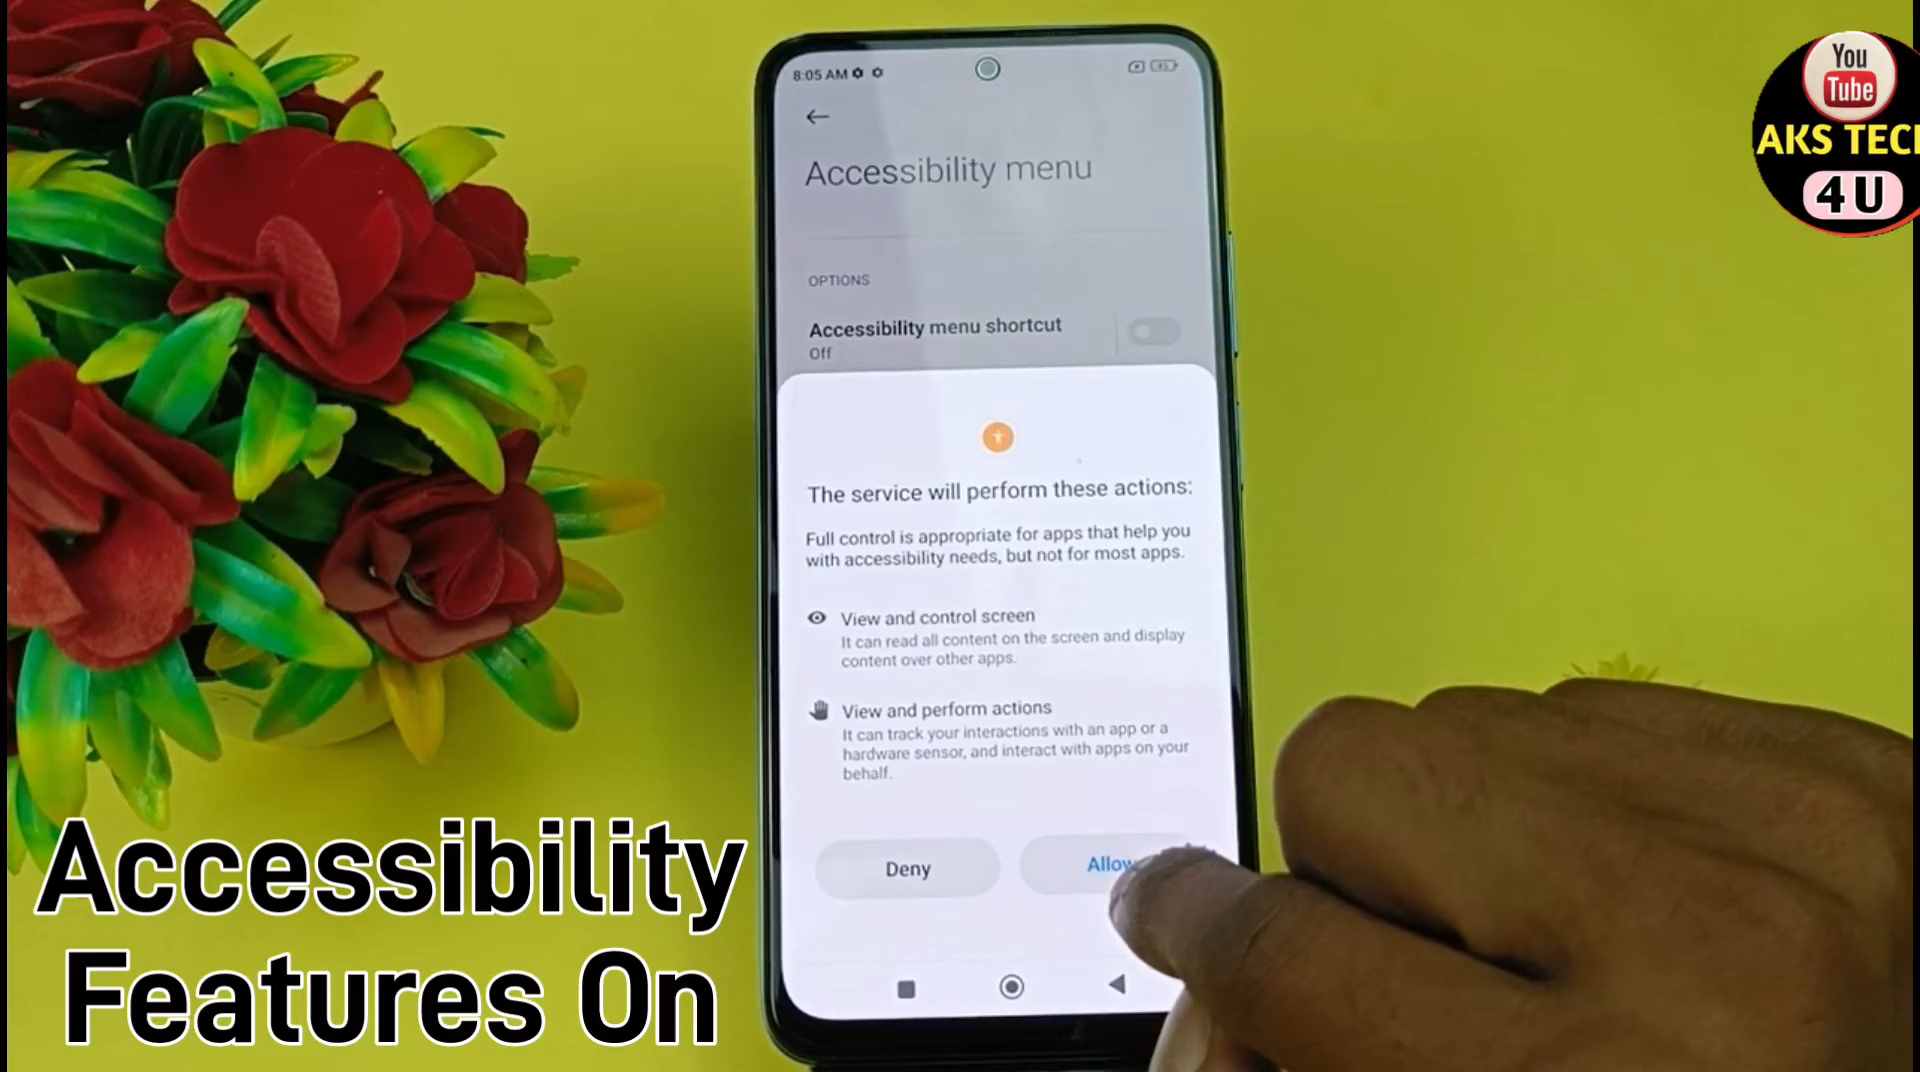 8:05 AM
Accessibility menu
OPTIONS
Accessibility menu shortcut
Off
The service will perform these actions:
Full control is appropriate for apps that help you
with accessibility needs, but not for most apps.
View and control screen
It can read all content on the screen and display
content over other apps.
View and perform actions
It can track your interactions with an app or a
hardware sensor, and interact with apps on your
behalf.
Deny
Allow
You
Tube
AKS TECH
4 U
Accessibility
Features On